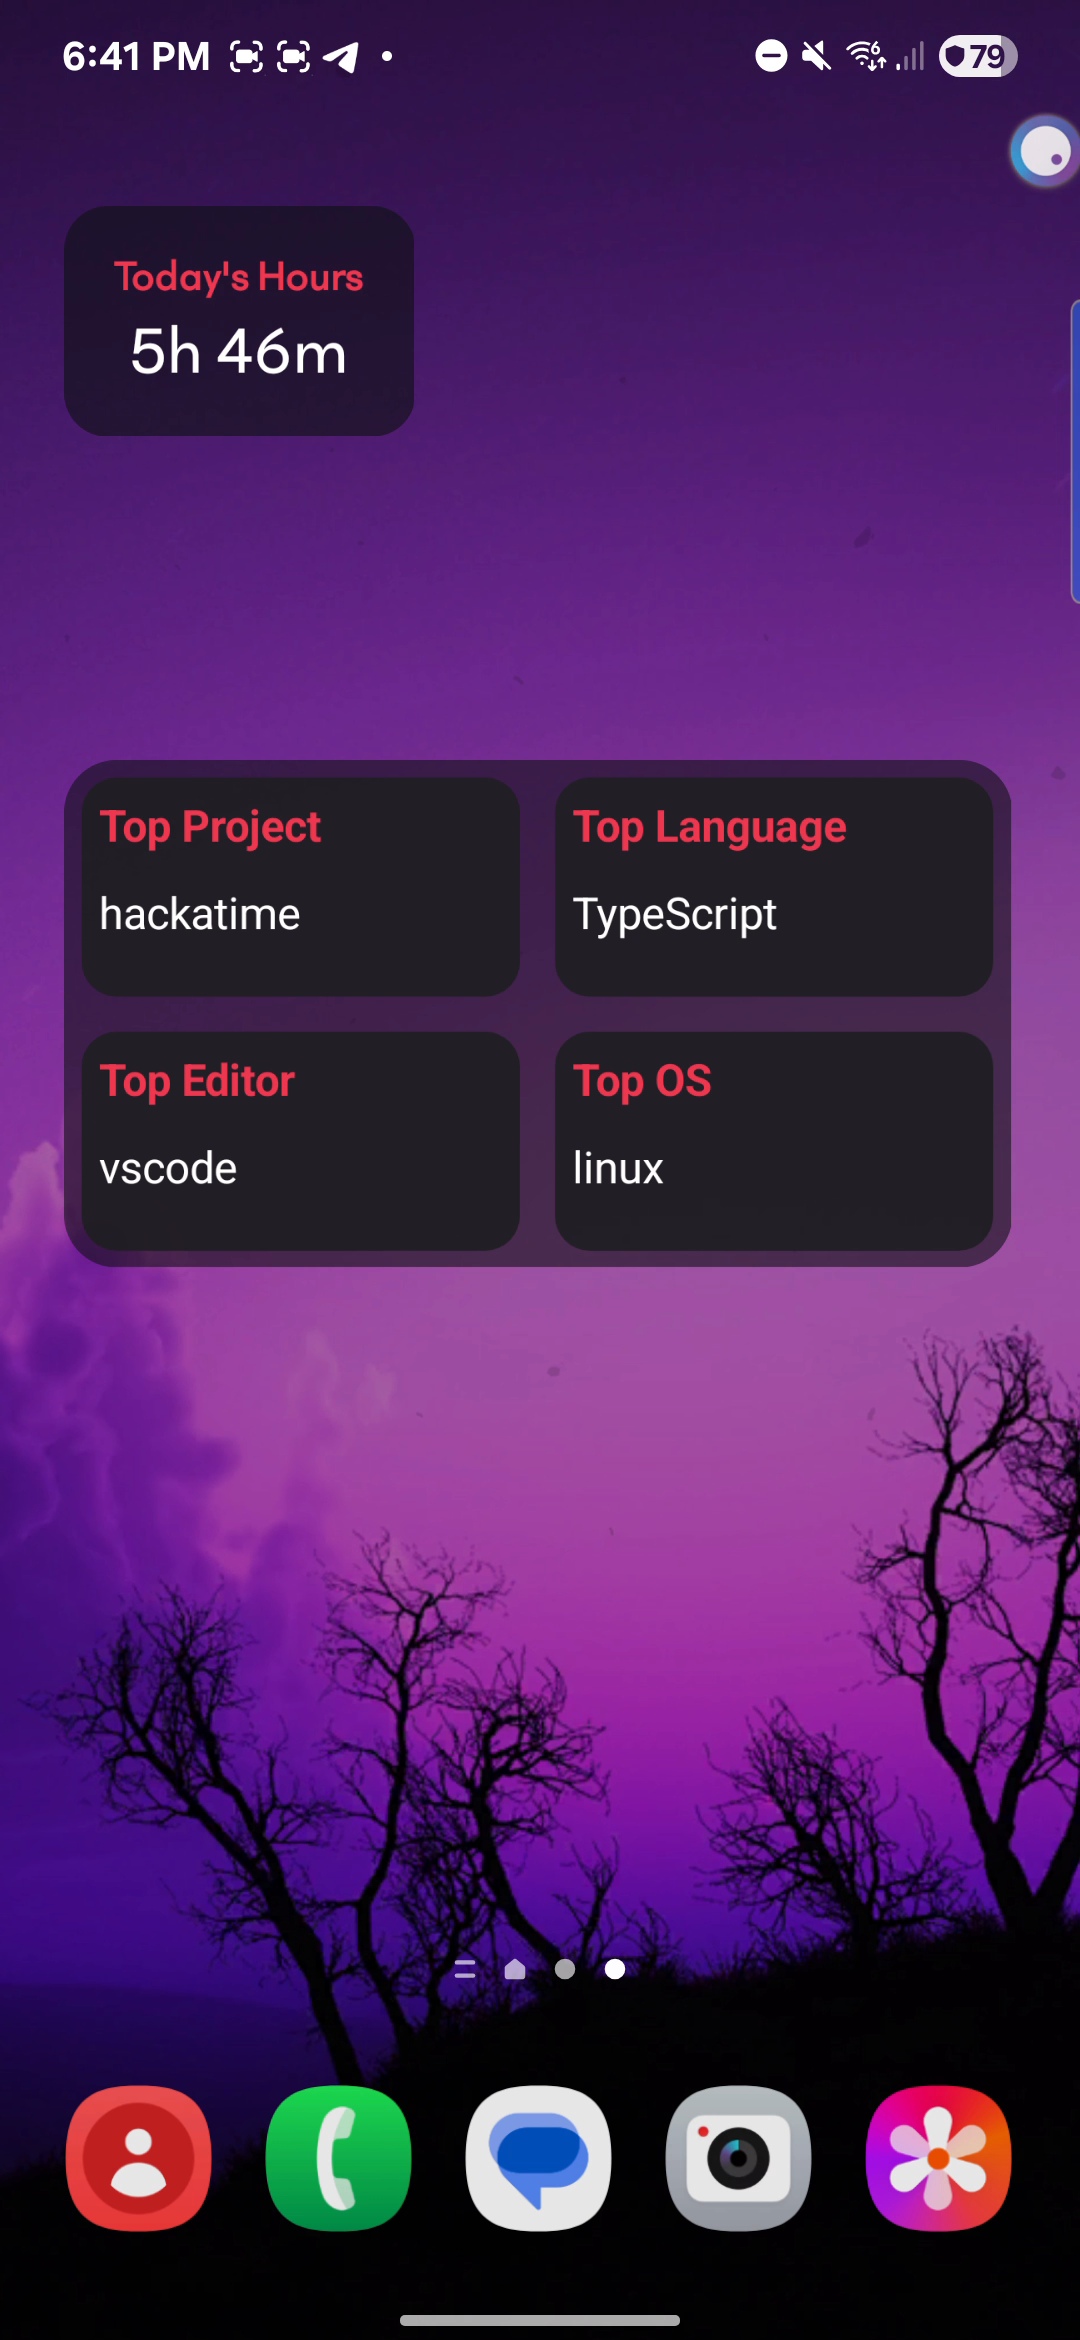 6:41 PM
6
79
Today's Hours
5h 46m
Top Project
hackatime
Top Language
TypeScript
Top Editor
vscode
Top OS
linux